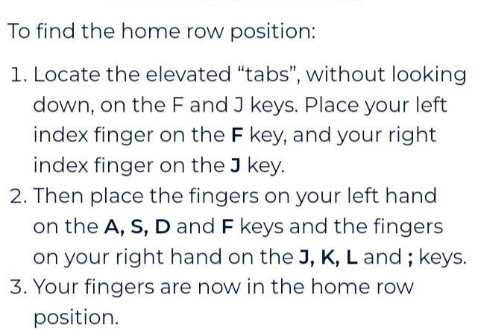 To find the home row position:
1. Locate the elevated “tabs”, without looking
down, on the F and J keys. Place your left
index finger on the F key, and your right
index finger on the J key.
2. Then place the fingers on your left hand
on the A, S, D and F keys and the fingers
on your right hand on the J, K, L and ; keys.
3. Your fingers are now in the home row
position.